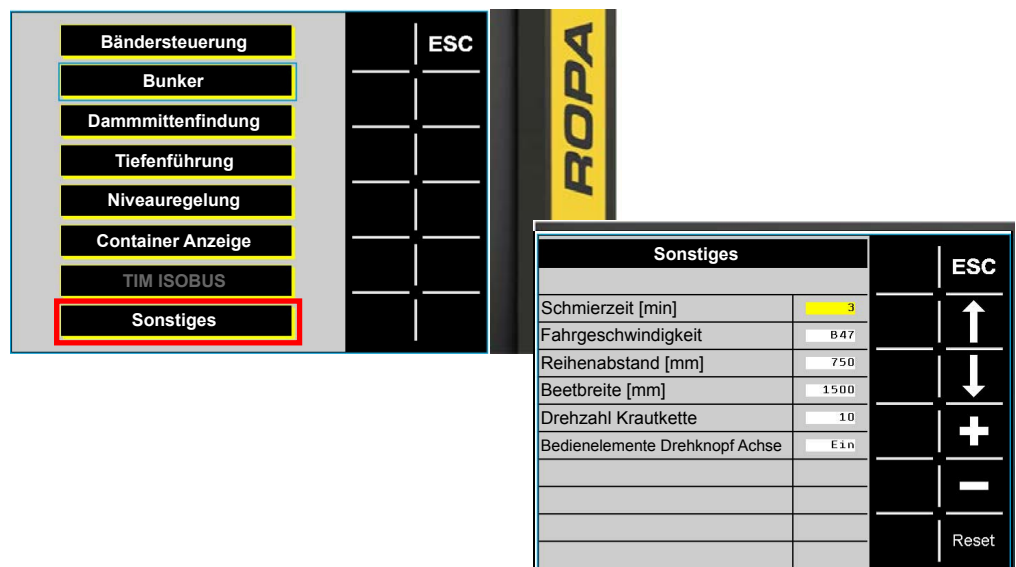 Bändersteuerung
ESC
Bunker
Dammmittenfindung
Tiefenführung
Niveauregelung
Container Anzeige
TIM ISOBUS
Sonstiges
ROPA
Sonstiges
ESC
Schmierzeit [min] 3
Fahrgeschwindigkeit B47
Reihenabstand [mm] 750
Beetbreite [mm] 1500
Drehzahl Krautkette 10
Bedienelemente Drehknopf Achse Ein
Reset